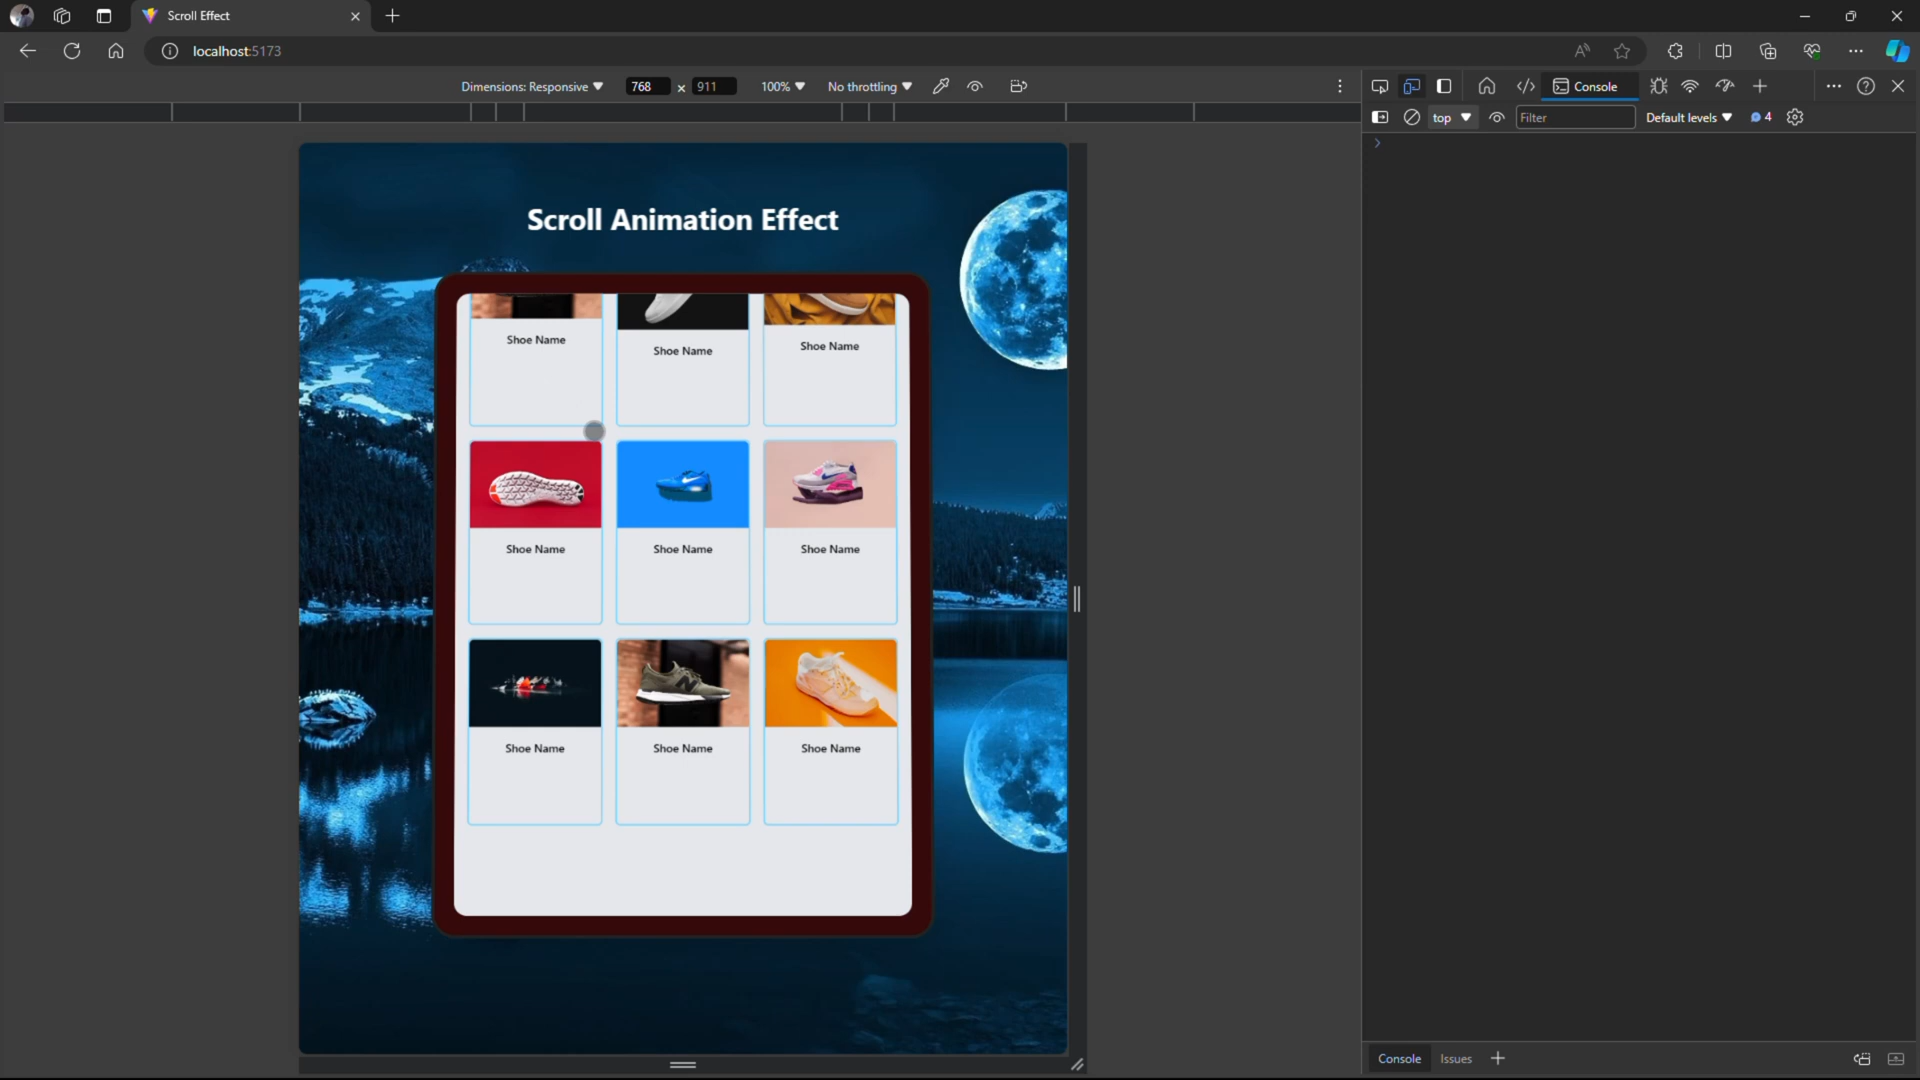 Scroll Effect
localhost:5173
Dimensions: Responsive
768 x 911
100%
No throttling
Console
top
Filter
Default levels
4
Scroll Animation Effect
Shoe Name
Shoe Name
Shoe Name
Shoe Name
Shoe Name
Shoe Name
Shoe Name
Shoe Name
Shoe Name
Console
Issues